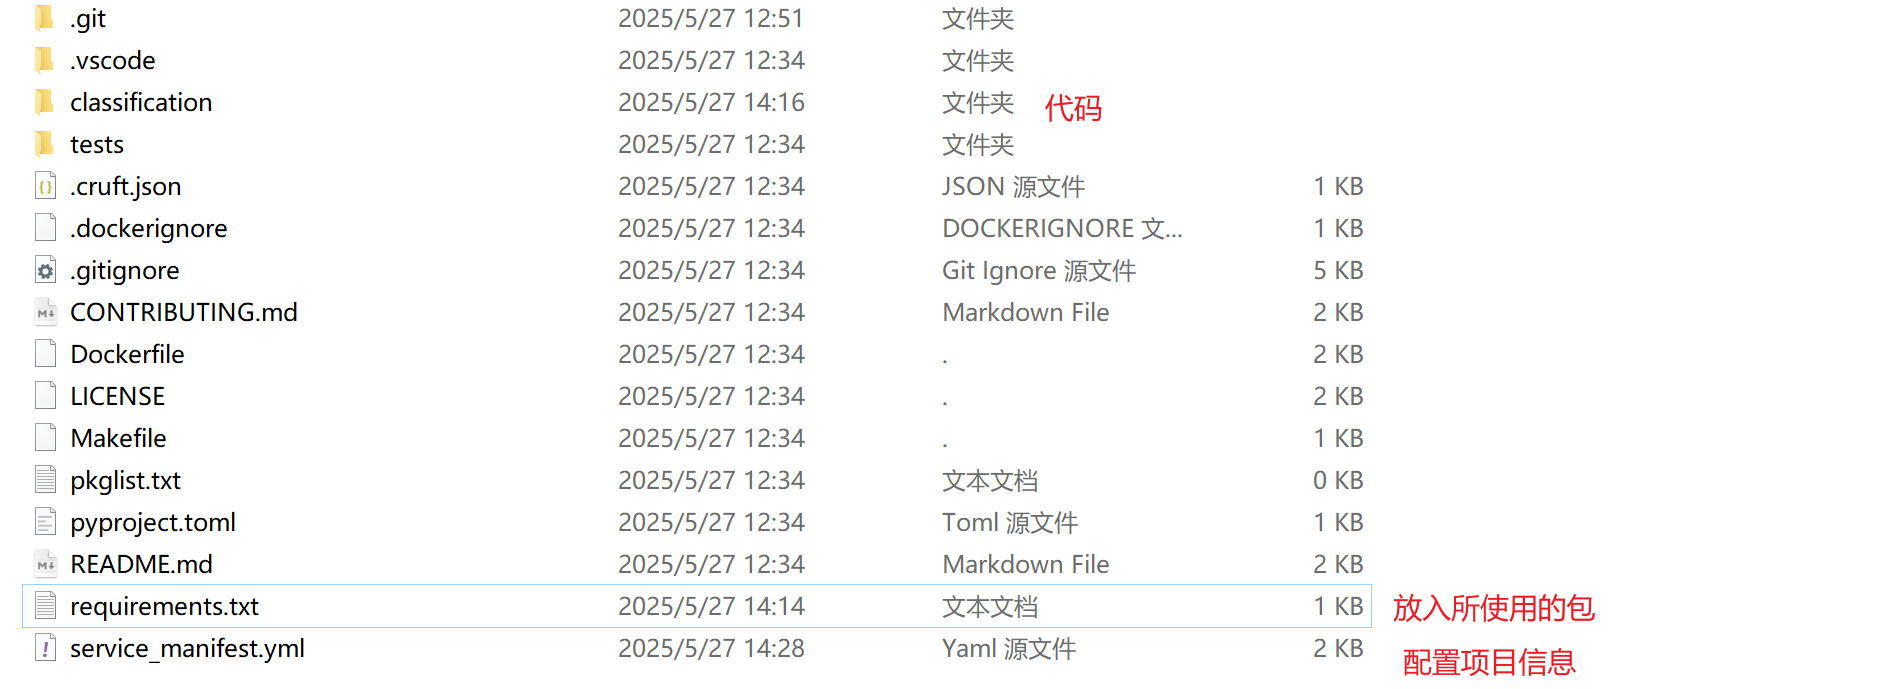 .git 2025/5/27 12:51 文件夹
.vscode 2025/5/27 12:34 文件夹
classification 2025/5/27 14:16 文件夹 代码
tests 2025/5/27 12:34 文件夹
.cruft.json 2025/5/27 12:34 JSON 源文件 1 KB
.dockerignore 2025/5/27 12:34 DOCKERIGNORE 文... 1 KB
.gitignore 2025/5/27 12:34 Git Ignore 源文件 5 KB
CONTRIBUTING.md 2025/5/27 12:34 Markdown File 2 KB
Dockerfile 2025/5/27 12:34 . 2 KB
LICENSE 2025/5/27 12:34 . 2 KB
Makefile 2025/5/27 12:34 . 1 KB
pkglist.txt 2025/5/27 12:34 文本文档 0 KB
pyproject.toml 2025/5/27 12:34 Toml 源文件 1 KB
README.md 2025/5/27 12:34 Markdown File 2 KB
requirements.txt 2025/5/27 14:14 文本文档 1 KB 放入所使用的包
service_manifest.yml 2025/5/27 14:28 Yaml 源文件 2 KB 配置项目信息